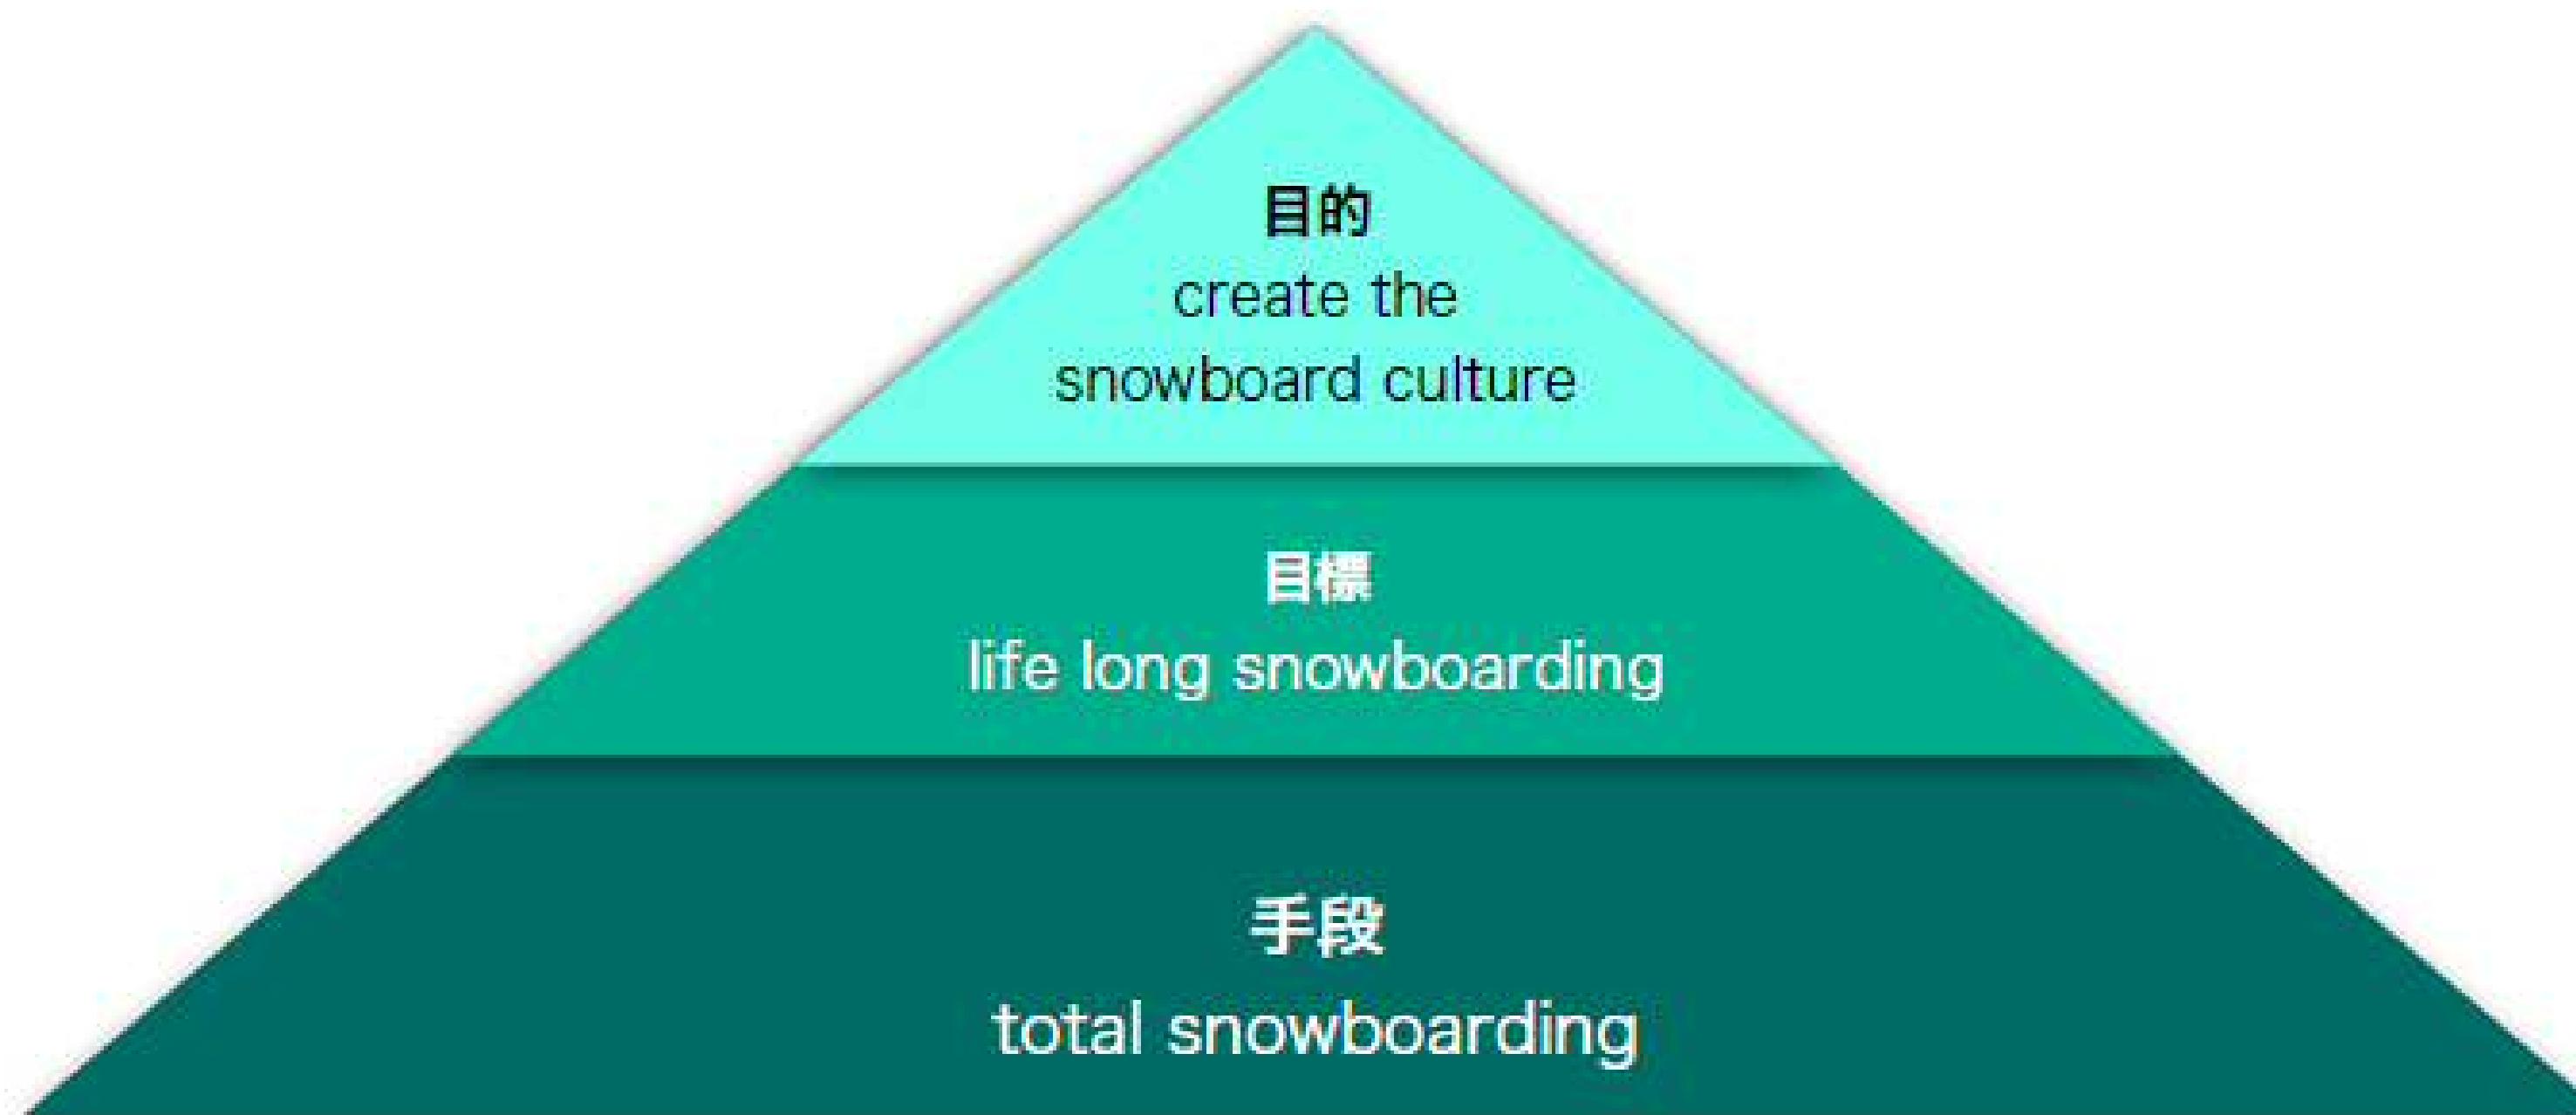 目的
create the
snowboard culture
目標
life long snowboarding
手段
total snowboarding